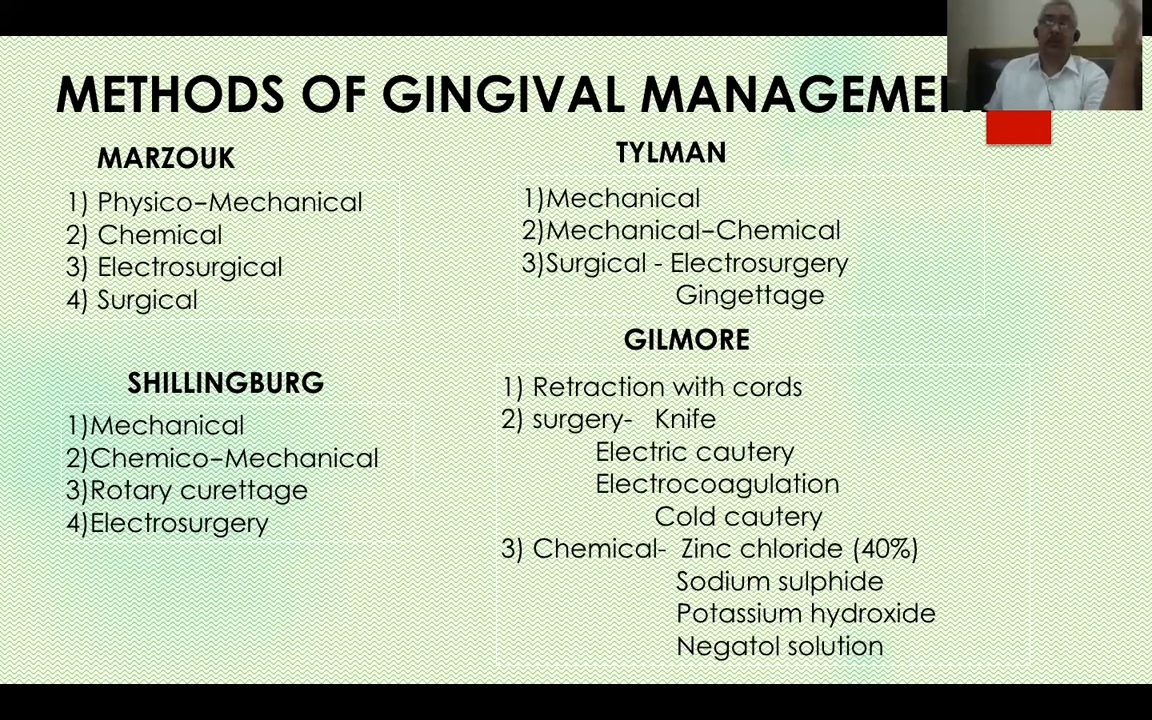 METHODS OF GINGIVAL
MARZOUK
1) Physico-Mechanical
2) Chemical
3) Electrosurgical
4) Surgical
SHILLINGBURG
1)Mechanical
2)Chemico-Mechanical
3)Rotary curettage
4)Electrosurgery
TYLMAN
1)Mechanical
2)Mechanical-Chemical
3)Surgical - Electrosurgery
Gingettage
GILMORE
1) Retraction with cords
2) surgery- Knife
Electric cautery
Electrocoagulation
Cold cautery
3) Chemical- Zinc chloride (40%)
Sodium sulphide
Potassium hydroxide
Negatol solution